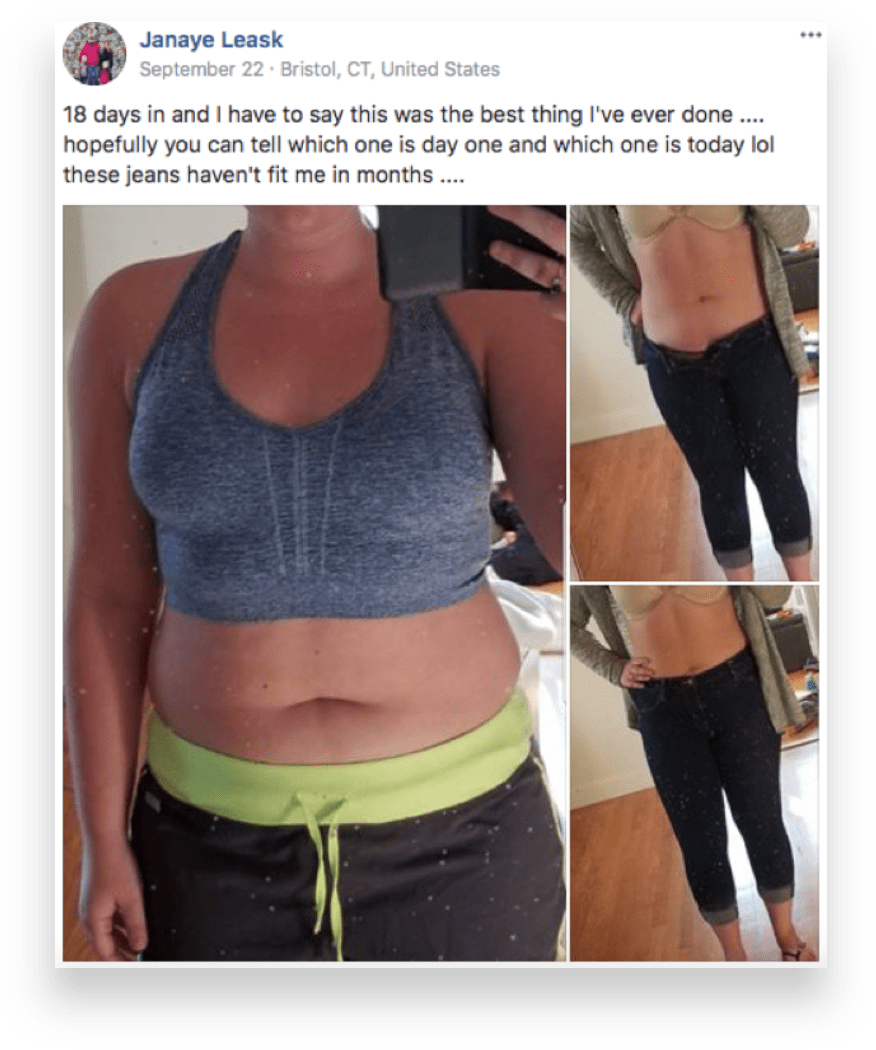 Janaye Leask
September 22 · Bristol, CT, United States
18 days in and I have to say this was the best thing I've ever done ....
hopefully you can tell which one is day one and which one is today lol
these jeans haven't fit me in months ....